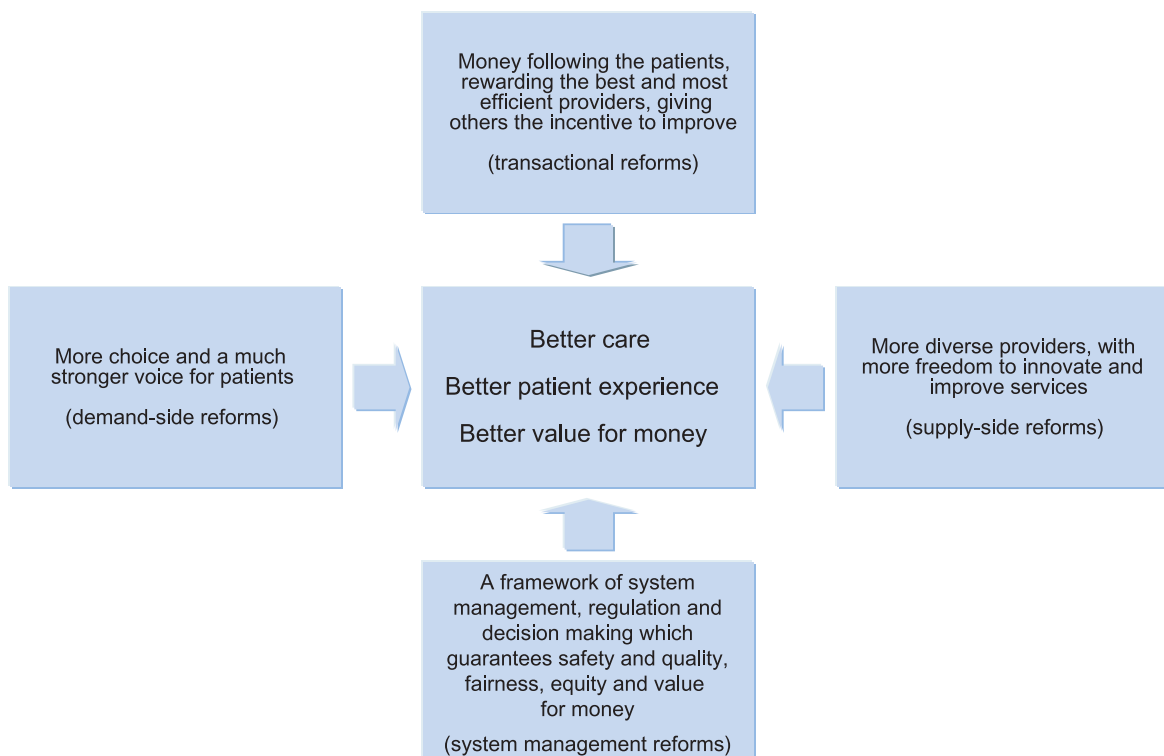 Money following the patients,
rewarding the best and most
efficient providers, giving
others the incentive to improve
(transactional reforms)
More choice and a much
stronger voice for patients
(demand-side reforms)
Better care
Better patient experience
Better value for money
More diverse providers, with
more freedom to innovate and
improve services
(supply-side reforms)
A framework of system
management, regulation and
decision making which
guarantees safety and quality,
fairness, equity and value
for money
(system management reforms)